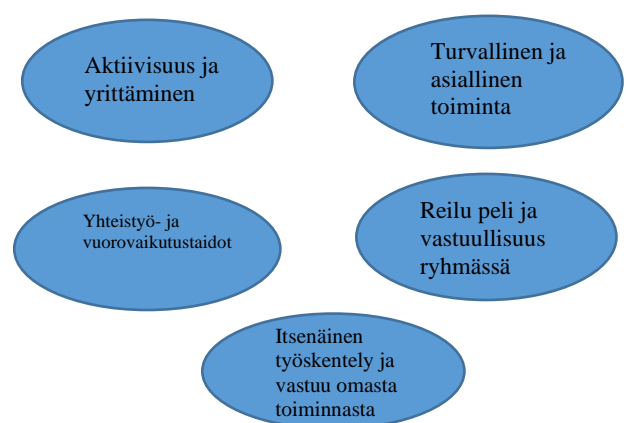 Aktiivisuus ja
yrittäminen
Turvallinen ja
asiallinen
toiminta
Yhteistyö- ja
vuorovaikutustaidot
Reilu peli ja
vastuullisuus
ryhmässä
Itsenäinen
työskentely ja
vastuu omasta
toiminnasta